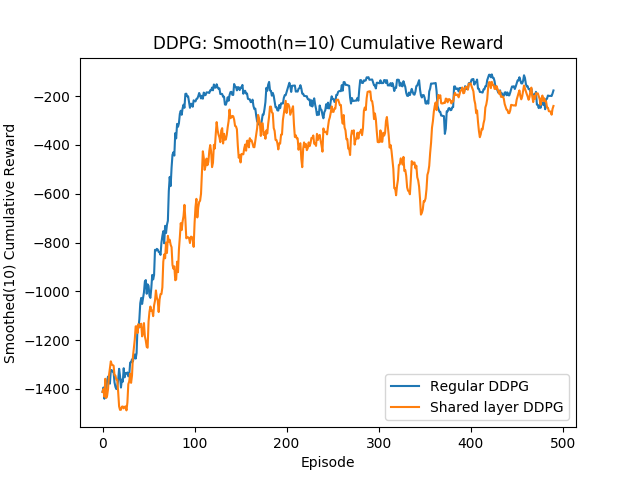 DDPG: Smooth(n=10) Cumulative Reward
Smoothed(10) Cumulative Reward
−200
−400
−600
−800
−1000
−1200
−1400
0 100 200 300 400 500
Episode
Regular DDPG
Shared layer DDPG